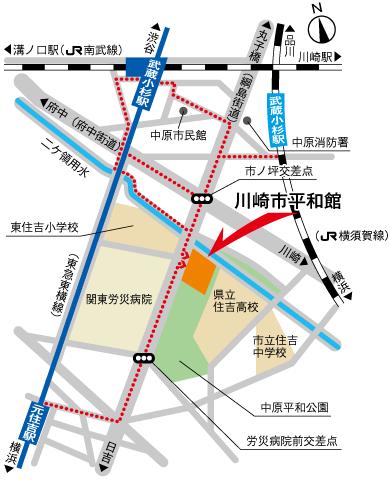 N
渋谷
丸子橋
品川
溝ノ口駅（JR南武線）
川崎駅
武蔵小杉駅
（綱島街道）
武蔵小杉駅
府中（府中街道）
中原市民館
中原消防署
二ケ領用水
市ノ坪交差点
川崎市平和館
東住吉小学校
川崎
（JR横須賀線）
（東急東横線）
横浜
関東労災病院
県立
住吉高校
市立住吉
中学校
中原平和公園
元住吉駅
労災病院前交差点
横浜
日吉